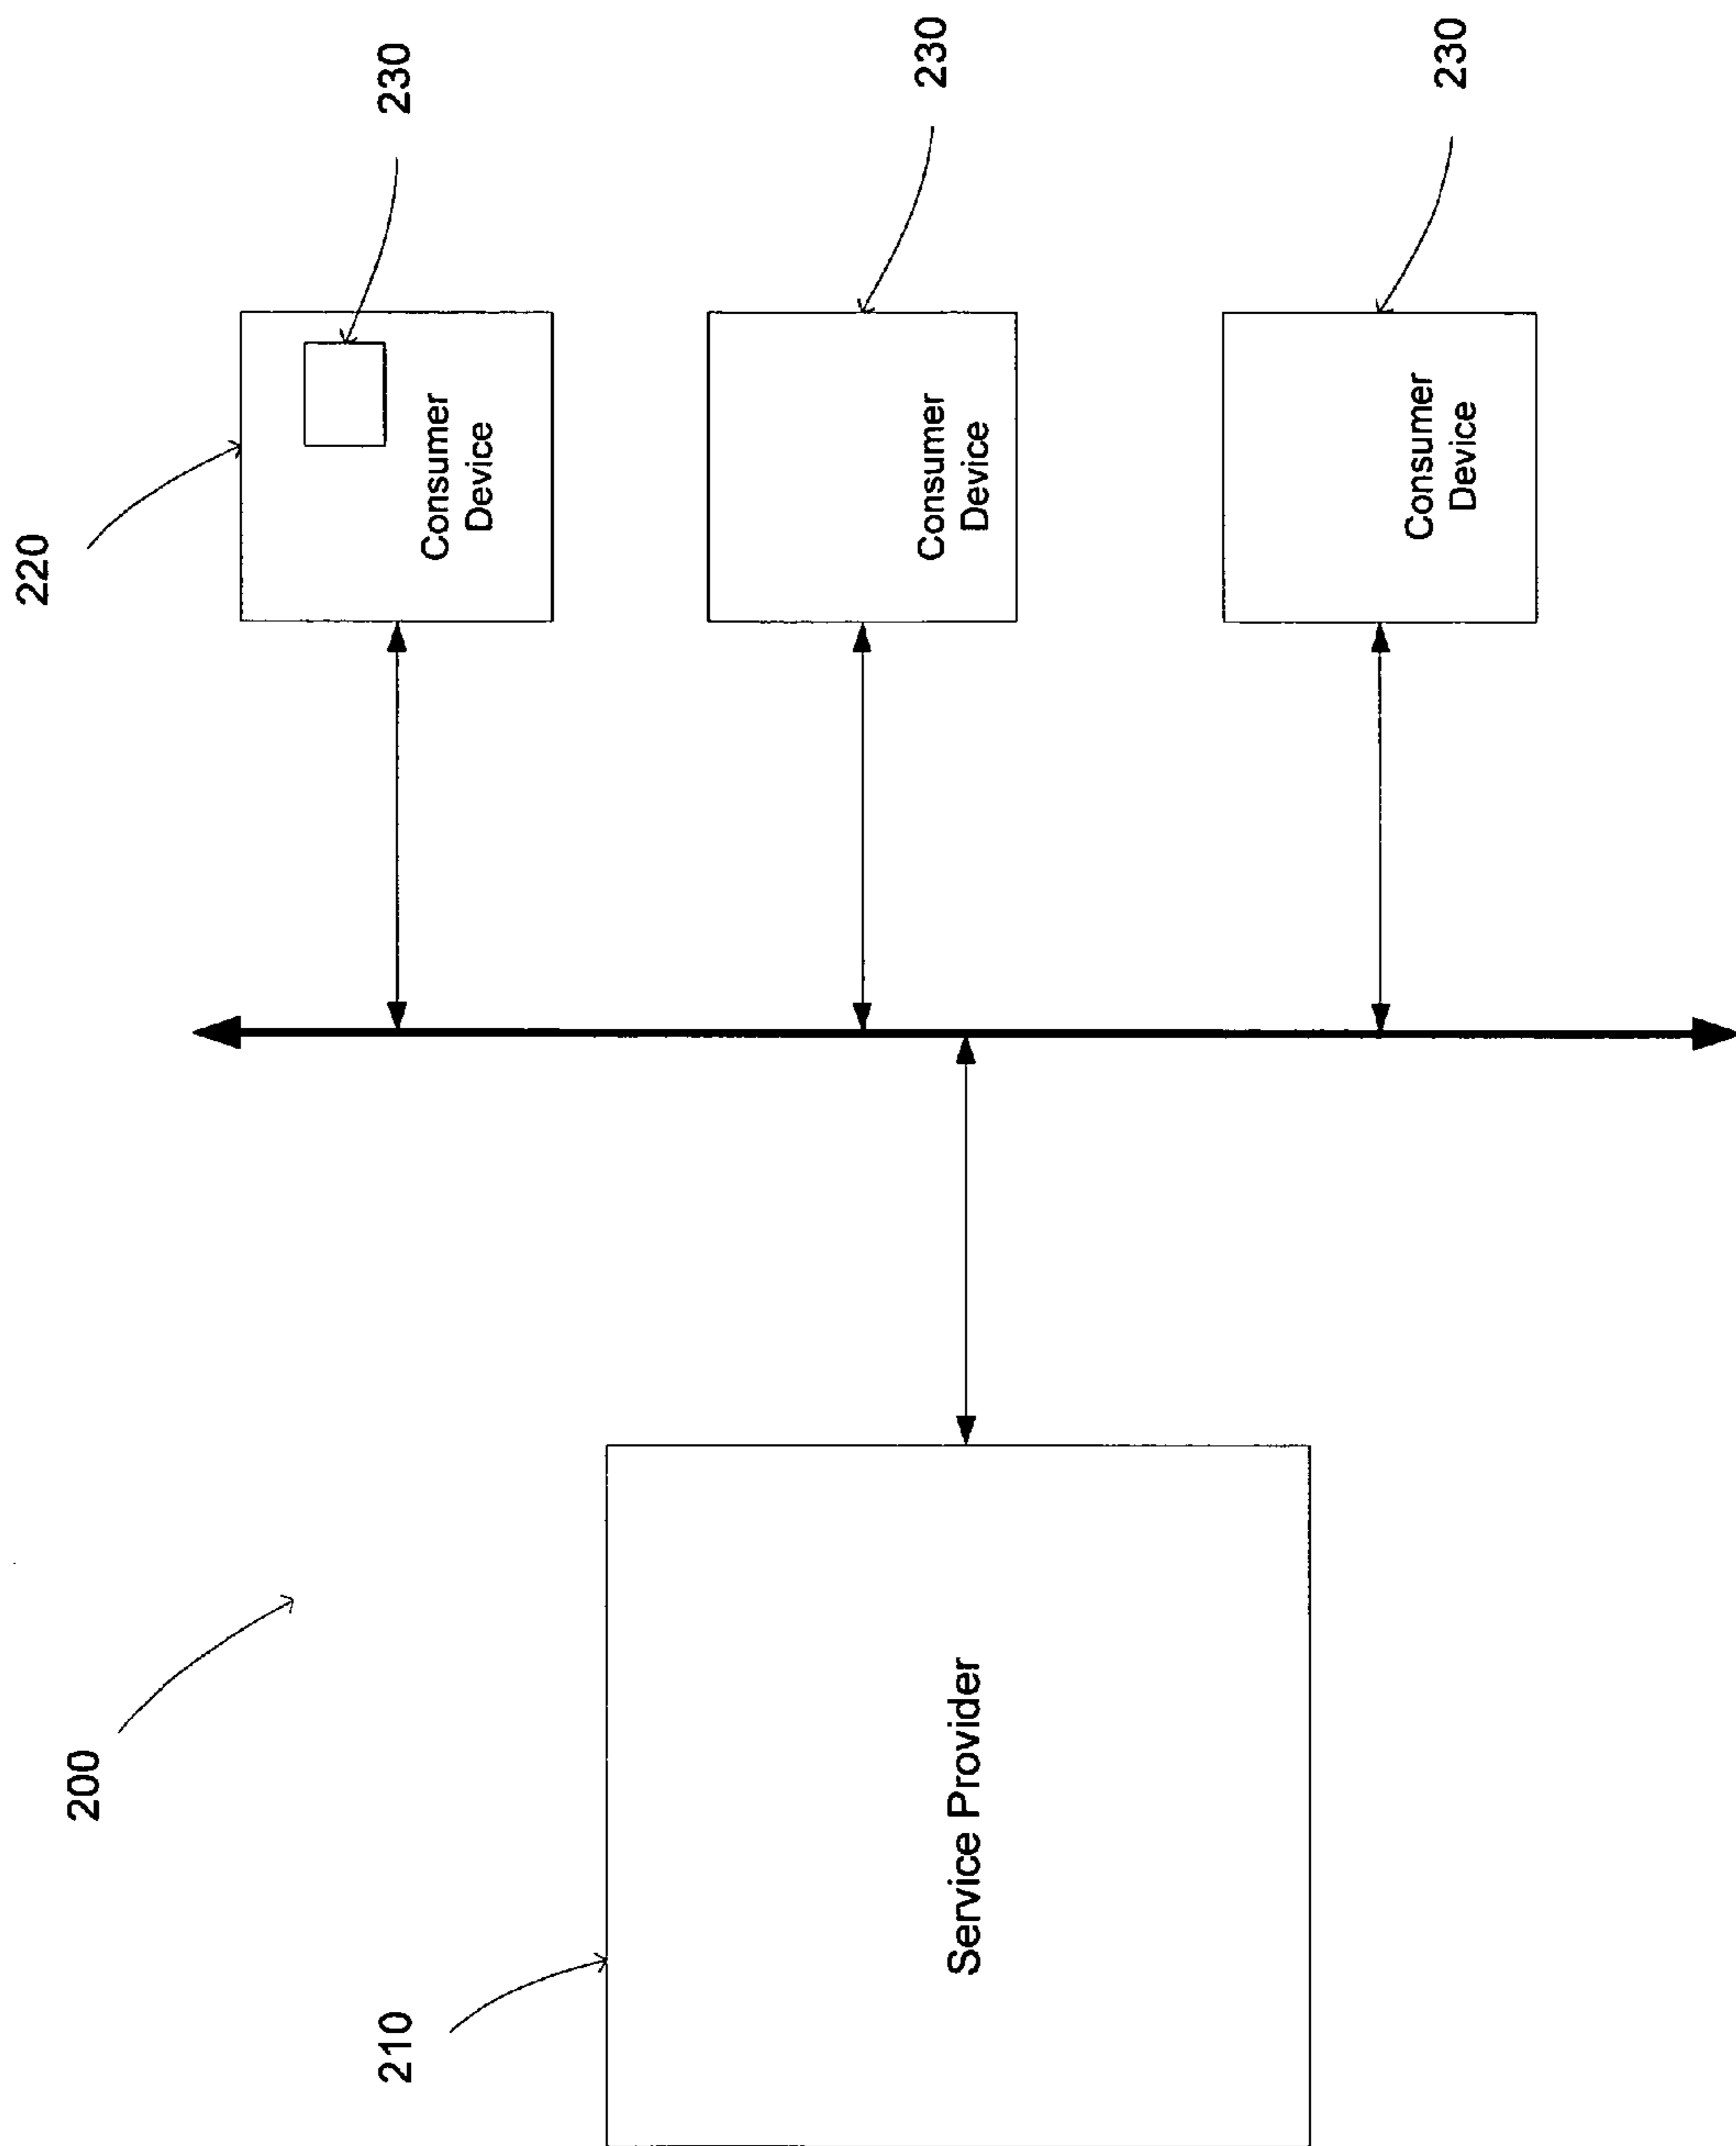 220
200
210
230
Consumer
Device
230
Service Provider
Consumer
Device
230
Consumer
Device